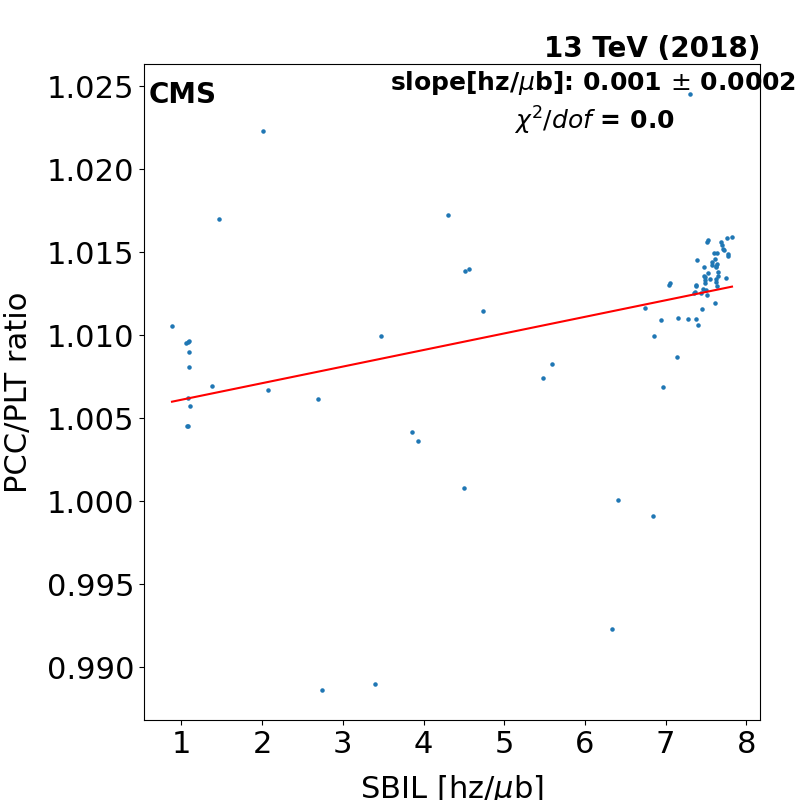 13 TeV (2018)
CMS
slope[hz/μb]: 0.001 ± 0.0002
χ²/dof = 0.0
1.025
1.020
1.015
1.010
1.005
1.000
0.995
0.990
PCC/PLT ratio
1 2 3 4 5 6 7 8
SBIL [hz/μb]